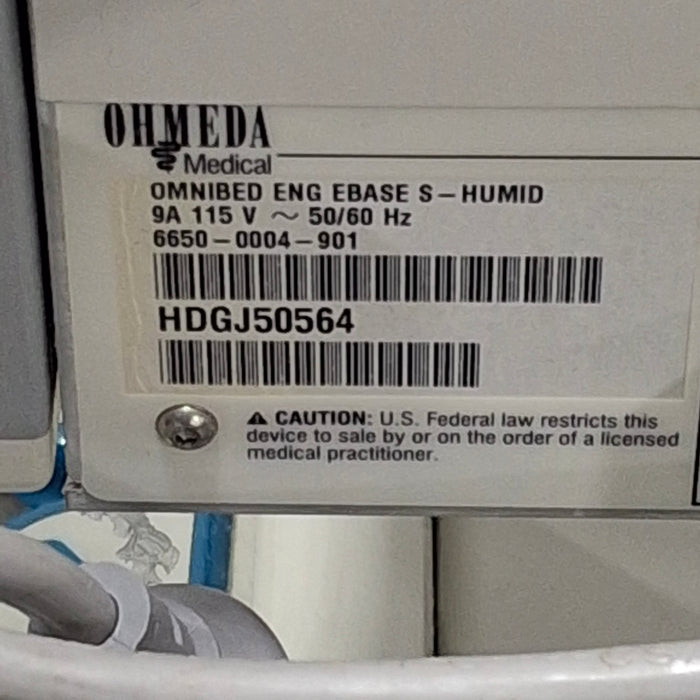 OHMEDA
Medical
OMNIBED ENG EBASE S-HUMID
9A 115 V ~ 50/60 Hz
6650-0004-901
HDGJ50564
⚠ CAUTION: U.S. Federal law restricts this
device to sale by or on the order of a licensed
medical practitioner.